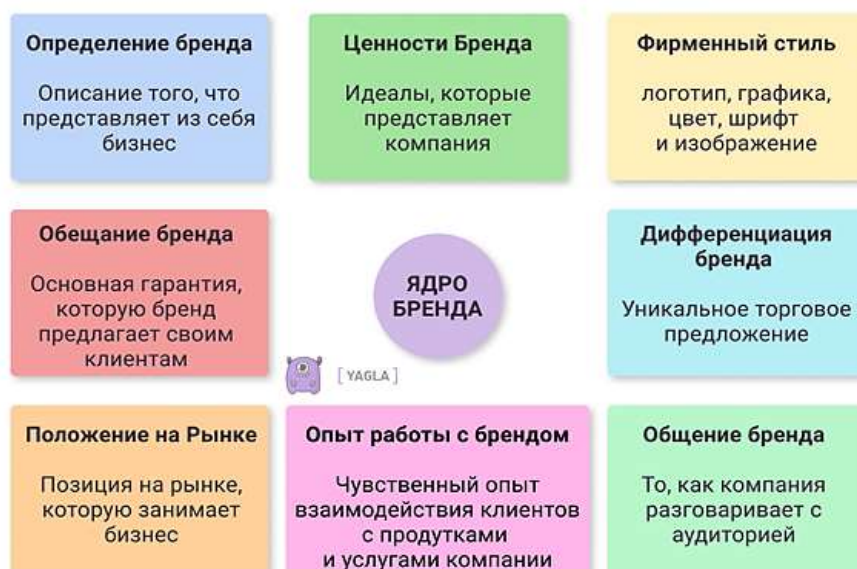 Определение бренда
Описание того, что
представляет из себя
бизнес
Ценности Бренда
Идеалы, которые
представляет
компания
Фирменный стиль
логотип, графика,
цвет, шрифт
и изображение
Обещание бренда
Основная гарантия,
которую бренд
предлагает своим
клиентам
ЯДРО
БРЕНДА
[ YAGLA ]
Дифференциация
бренда
Уникальное торговое
предложение
Положение на Рынке
Позиция на рынке,
которую занимает
бизнес
Опыт работы с брендом
Чувственный опыт
взаимодействия клиентов
с продутками
и услугами компании
Общение бренда
То, как компания
разговаривает с
аудиторией